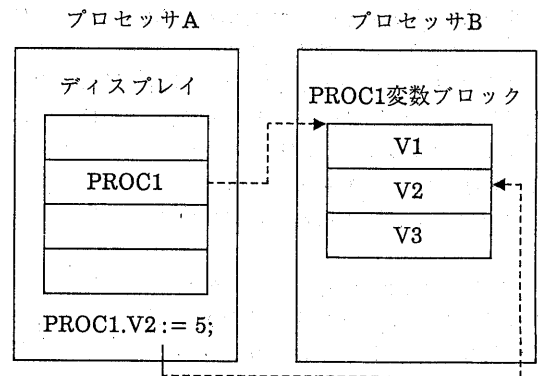 プロセッサA
プロセッサB
ディスプレイ
PROC1
PROC1.V2 := 5;
PROC1変数ブロック
V1
V2
V3